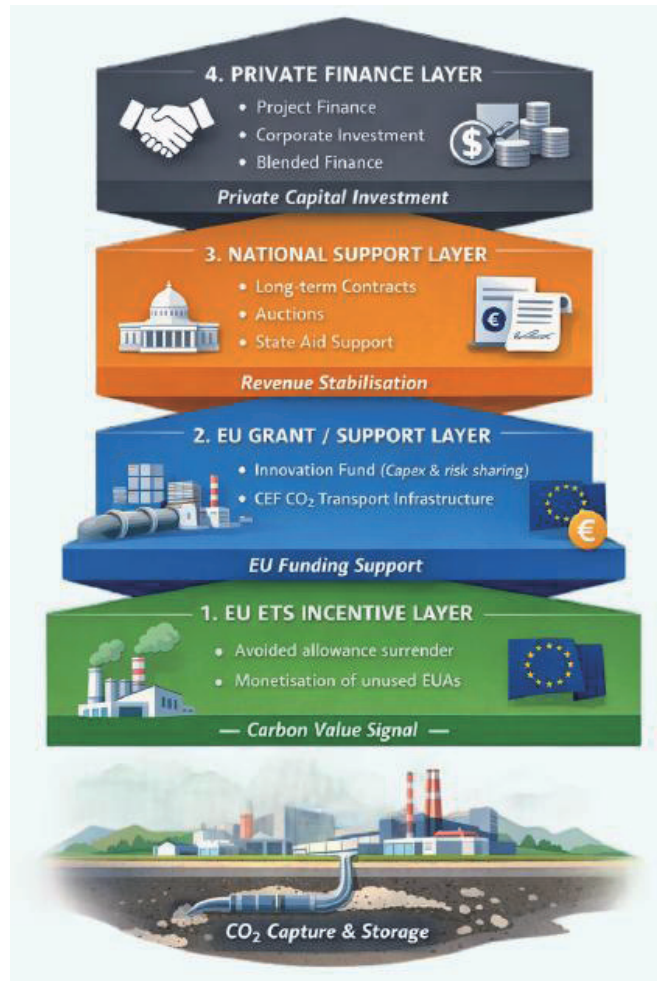 4. PRIVATE FINANCE LAYER
• Project Finance
• Corporate Investment
• Blended Finance
$
Private Capital Investment
3. NATIONAL SUPPORT LAYER
• Long-term Contracts
• Auctions
• State Aid Support
€
Revenue Stabilisation
2. EU GRANT / SUPPORT LAYER
• Innovation Fund (Capex & risk sharing)
• CEF CO₂ Transport Infrastructure
€
EU Funding Support
1. EU ETS INCENTIVE LAYER
• Avoided allowance surrender
• Monetisation of unused EUAs
— Carbon Value Signal —
CO₂ Capture & Storage